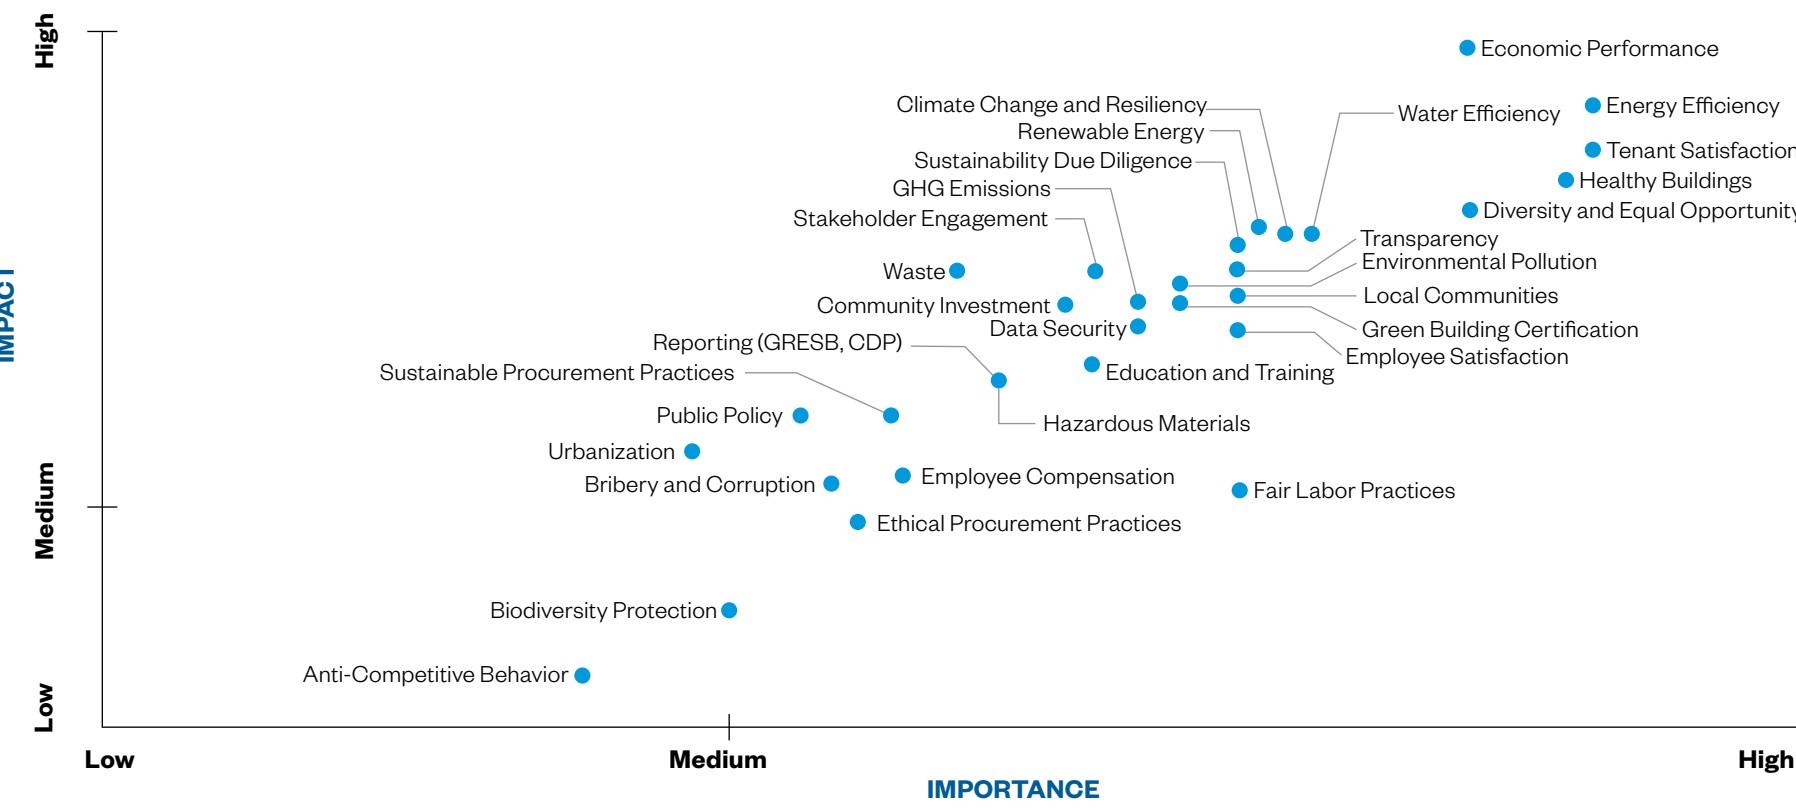 High
Economic Performance
Climate Change and Resiliency
Energy Efficiency
Water Efficiency
Renewable Energy
Tenant Satisfaction
Sustainability Due Diligence
Healthy Buildings
GHG Emissions
Diversity and Equal Opportunity
Stakeholder Engagement
Transparency
Environmental Pollution
Waste
Local Communities
Community Investment
Data Security
Green Building Certification
Reporting (GRESB, CDP)
Employee Satisfaction
Sustainable Procurement Practices
Education and Training
Public Policy
Hazardous Materials
Urbanization
Employee Compensation
Bribery and Corruption
Fair Labor Practices
Medium
Ethical Procurement Practices
Biodiversity Protection
Anti-Competitive Behavior
Low
IMPACT
Low
Medium
High
IMPORTANCE